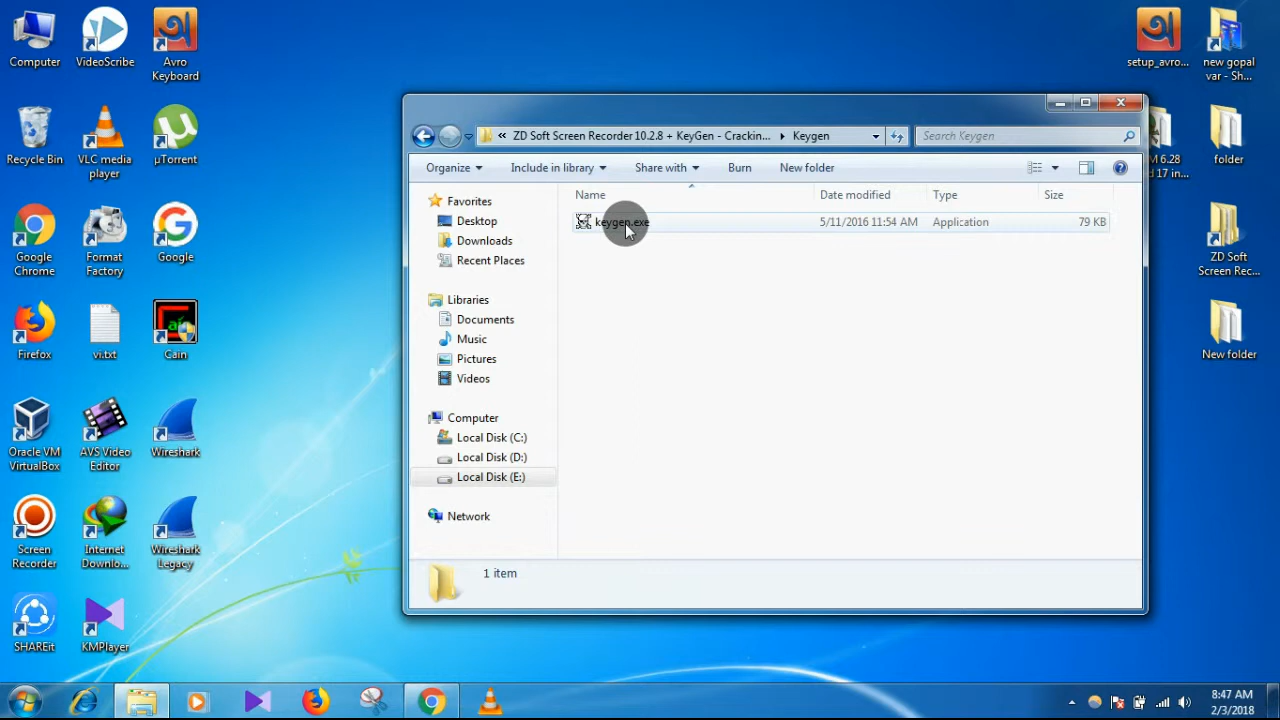 Computer
VideoScribe
Avro
Keyboard
Recycle Bin
VLC media
player
µTorrent
Google
Chrome
Format
Factory
Google
Firefox
vi.txt
Cain
Oracle VM
VirtualBox
AVS Video
Editor
Wireshark
Screen
Recorder
Internet
Downlo...
Wireshark
Legacy
SHAREit
KMPlayer
« ZD Soft Screen Recorder 10.2.8 + KeyGen - Crackin... Keygen
Search Keygen
Organize Include in library Share with Burn New folder
Name Date modified Type Size
keygen.exe 5/11/2016 11:54 AM Application 79 KB
Favorites
Desktop
Downloads
Recent Places
Libraries
Documents
Music
Pictures
Videos
Computer
Local Disk (C:)
Local Disk (D:)
Local Disk (E:)
Network
1 item
setup_avro...
new gopal
var - Sh...
M 6.28
d 17 in...
folder
ZD Soft
Screen Rec...
New folder
8:47 AM
2/3/2018